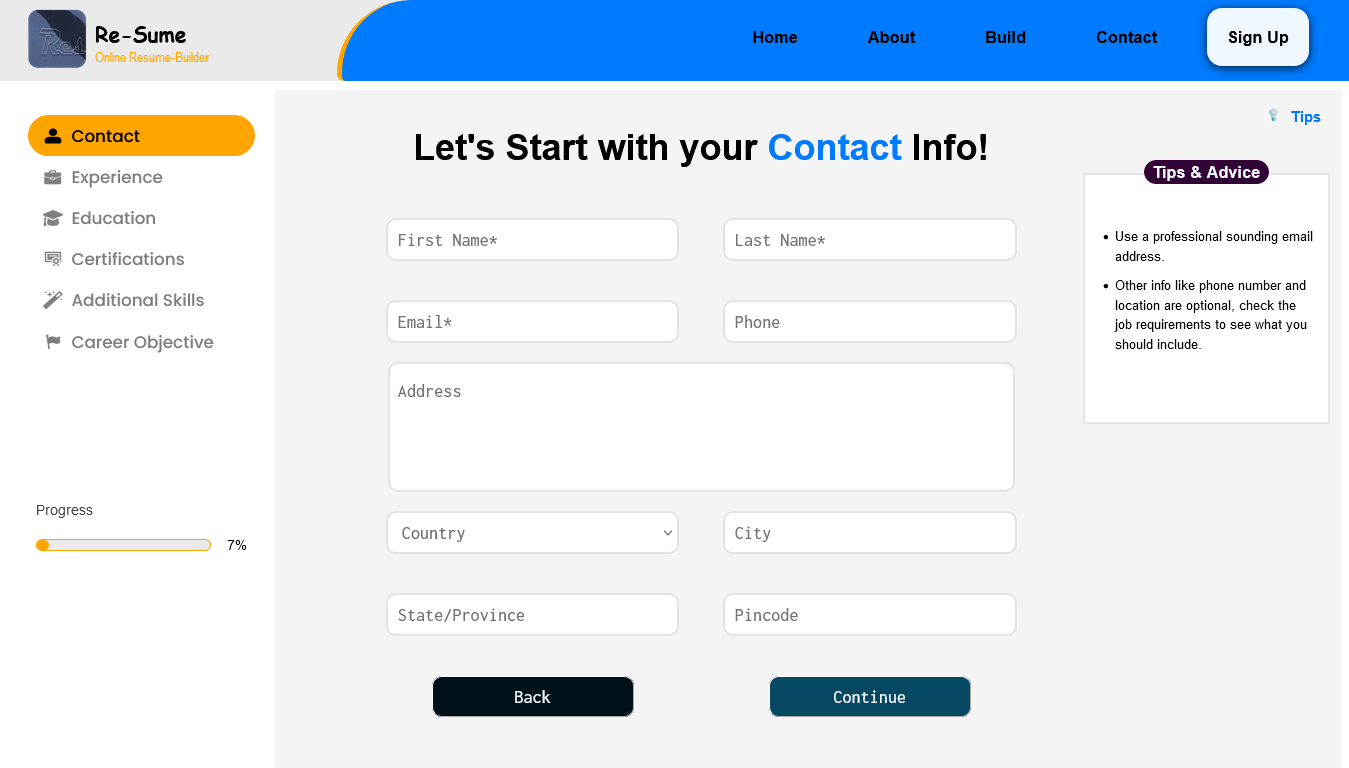 Res
Re-Sume
Online Resume-Builder
Home
About
Build
Contact
Sign Up
Contact
Experience
Education
Certifications
Additional Skills
Career Objective
Progress
7%
Let's Start with your Contact Info!
First Name*
Last Name*
Email*
Phone
Address
Country
City
State/Province
Pincode
Back
Continue
Tips
Tips & Advice
• Use a professional sounding email
address.
• Other info like phone number and
location are optional, check the
job requirements to see what you
should include.